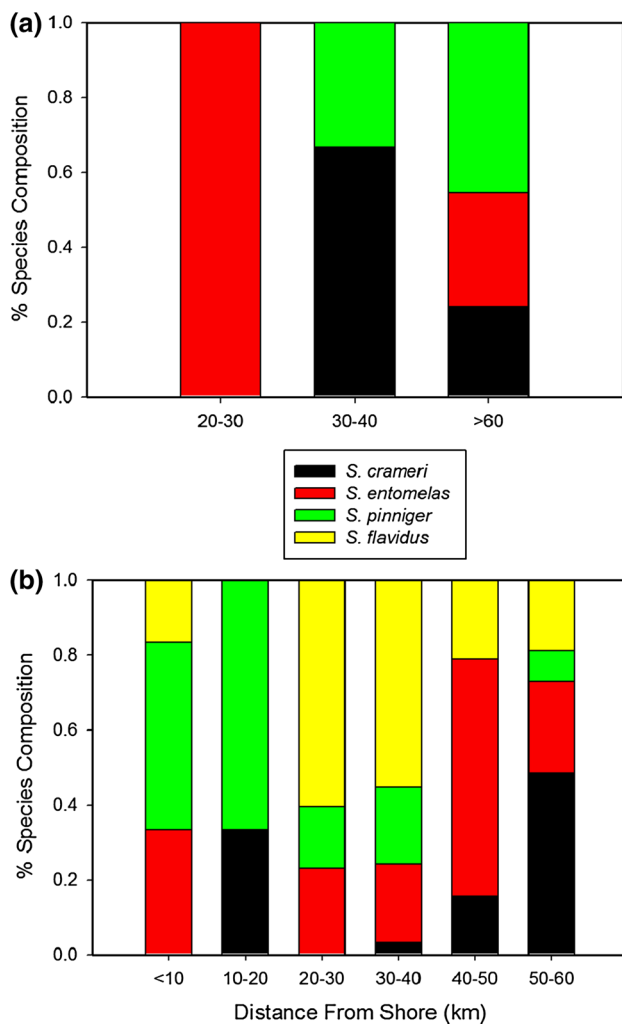 (a)
% Species Composition
1.0
0.8
0.6
0.4
0.2
0.0
20-30 30-40 >60
S. crameri
S. entomelas
S. pinniger
S. flavidus
(b)
% Species Composition
1.0
0.8
0.6
0.4
0.2
0.0
<10 10-20 20-30 30-40 40-50 50-60
Distance From Shore (km)